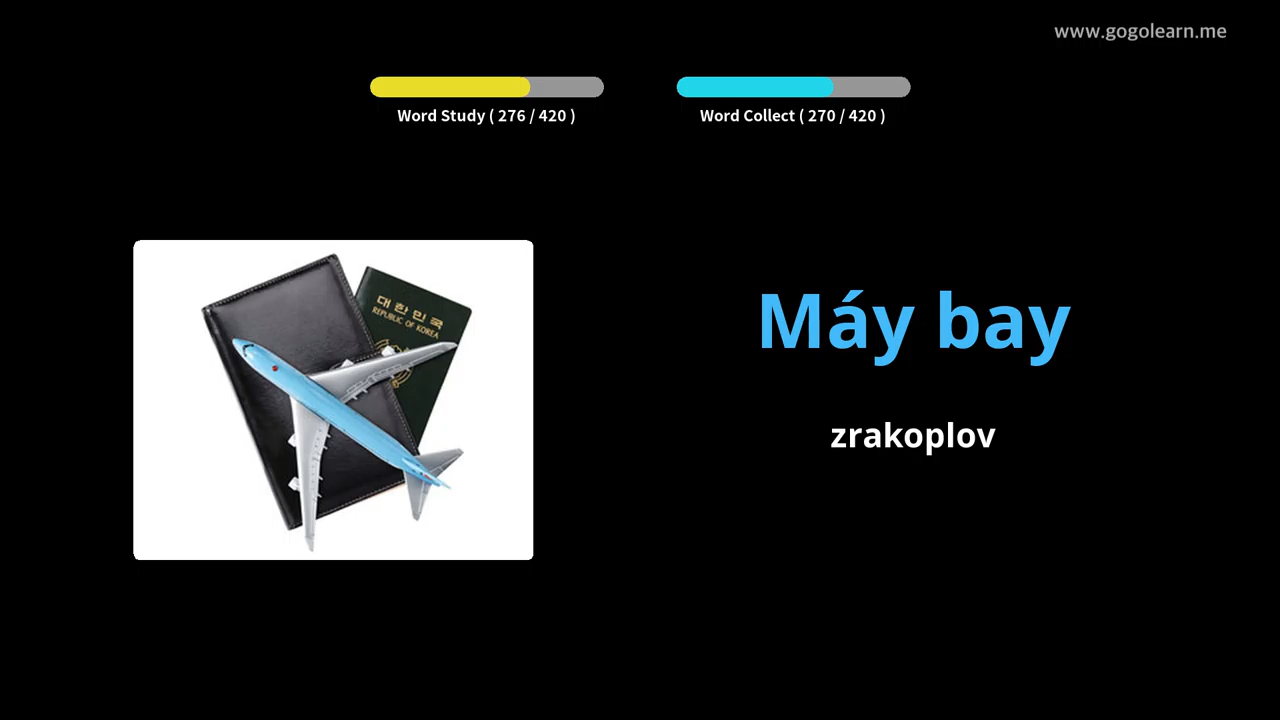 www.gogolearn.me
Word Study ( 276 / 420 )
Word Collect ( 270 / 420 )
대한민국
REPUBLIC OF KOREA
Máy bay
zrakoplov